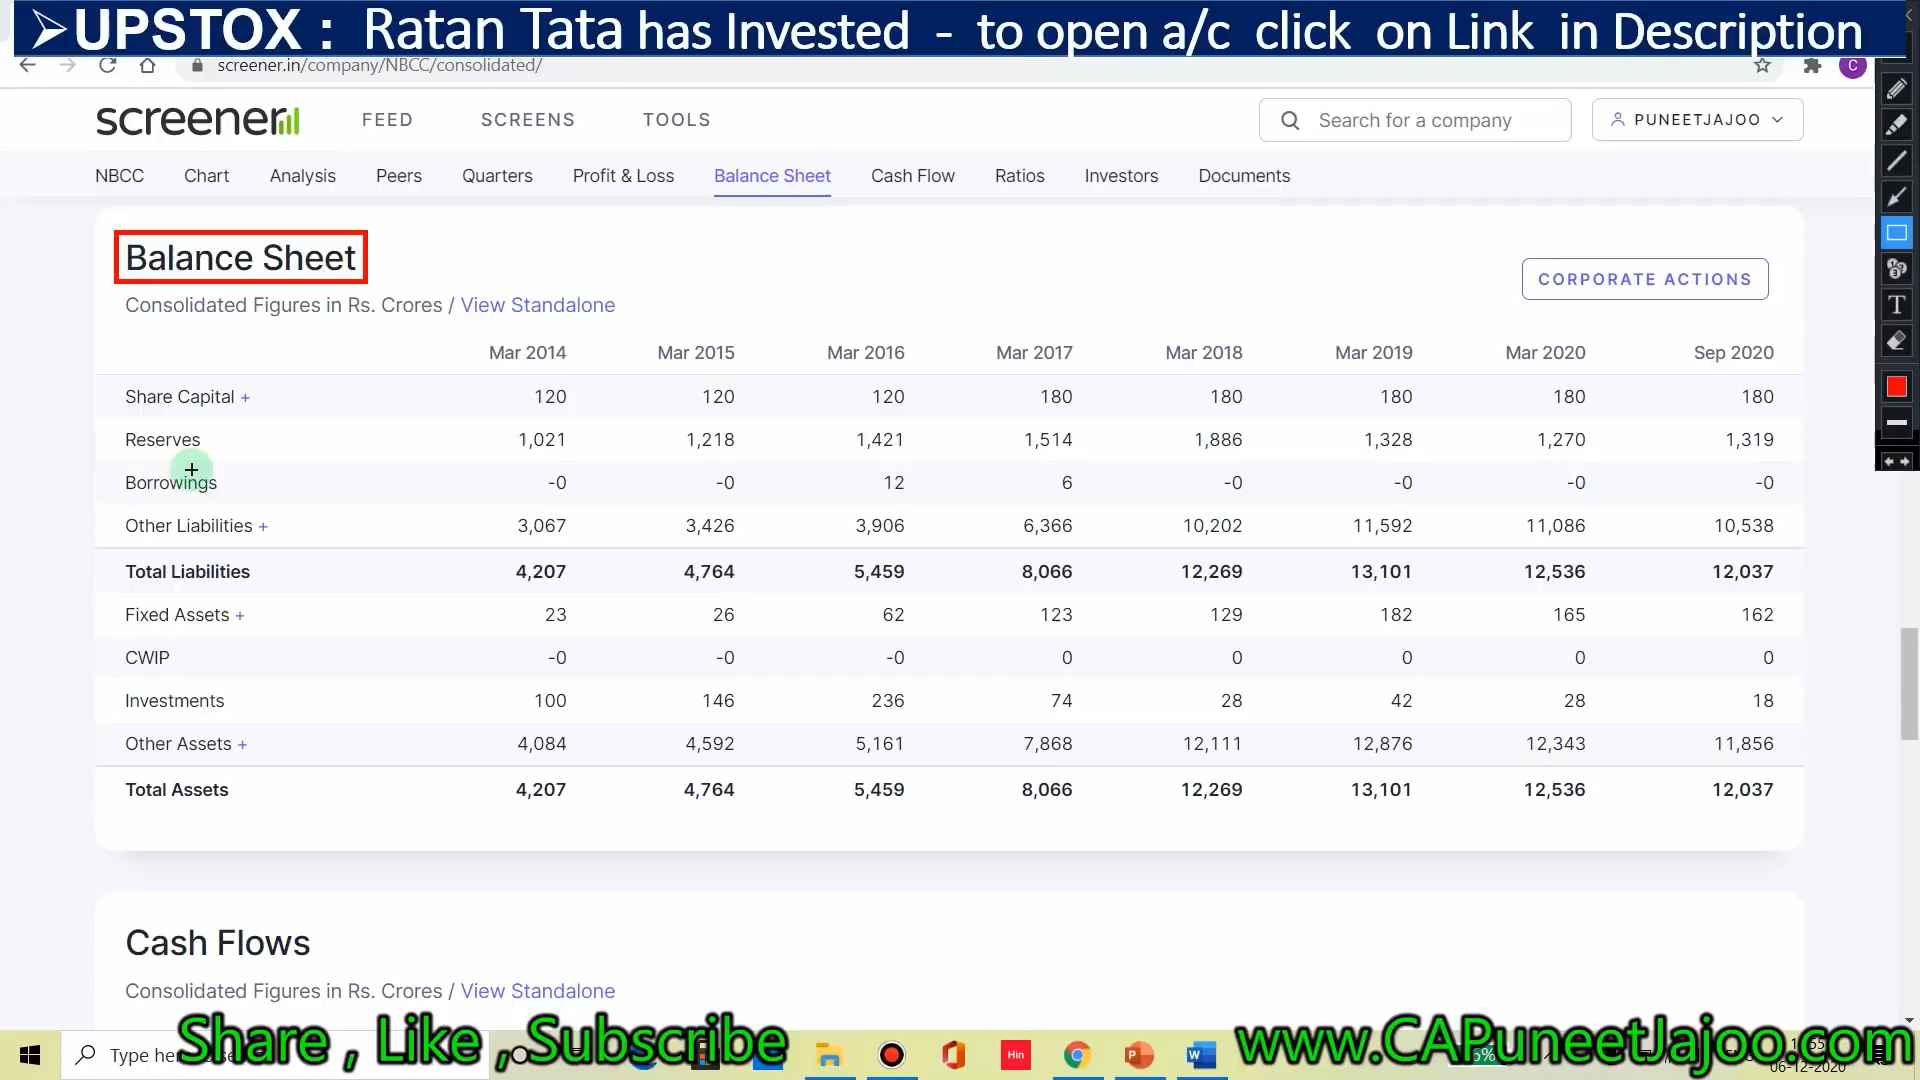 ➢UPSTOX : Ratan Tata has Invested - to open a/c click on Link in Description
screener.in/company/NBCC/consolidated/
C
screener
FEED SCREENS TOOLS
Search for a company
PUNEETJAJOO
NBCC Chart Analysis Peers Quarters Profit & Loss Balance Sheet Cash Flow Ratios Investors Documents
Balance Sheet
CORPORATE ACTIONS
Consolidated Figures in Rs. Crores / View Standalone
Mar 2014 Mar 2015 Mar 2016 Mar 2017 Mar 2018 Mar 2019 Mar 2020 Sep 2020
Share Capital + 120 120 120 180 180 180 180 180
Reserves 1,021 1,218 1,421 1,514 1,886 1,328 1,270 1,319
Borrowings -0 -0 12 6 -0 -0 -0 -0
Other Liabilities + 3,067 3,426 3,906 6,366 10,202 11,592 11,086 10,538
Total Liabilities 4,207 4,764 5,459 8,066 12,269 13,101 12,536 12,037
Fixed Assets + 23 26 62 123 129 182 165 162
CWIP -0 -0 -0 0 0 0 0 0
Investments 100 146 236 74 28 42 28 18
Other Assets + 4,084 4,592 5,161 7,868 12,111 12,876 12,343 11,856
Total Assets 4,207 4,764 5,459 8,066 12,269 13,101 12,536 12,037
Cash Flows
Consolidated Figures in Rs. Crores / View Standalone
Share , Like , Subscribe
www.CAPuneetJajoo.com
Type
Hin
06-12-2020